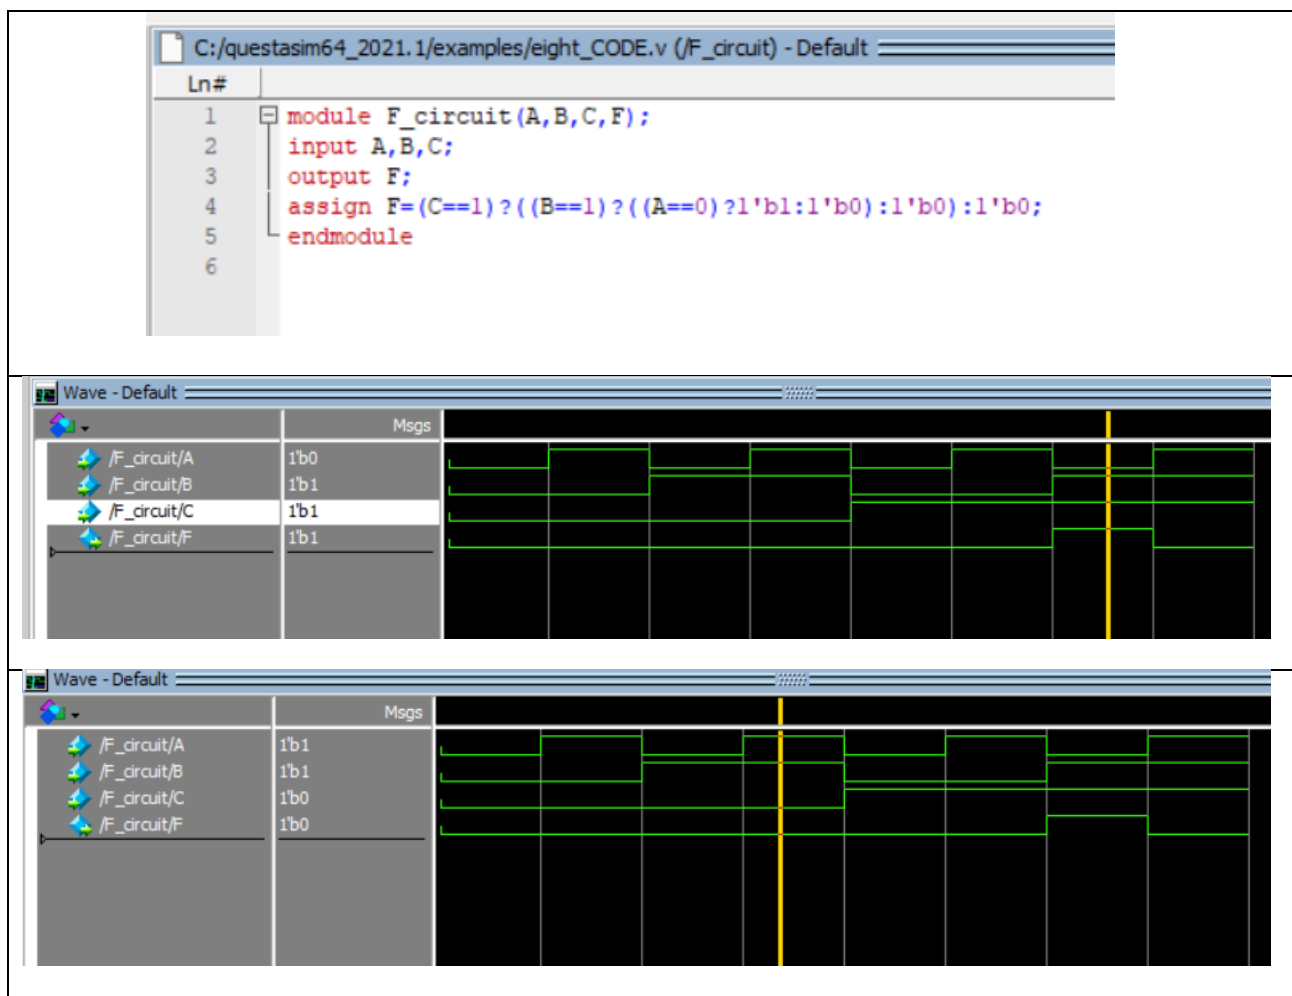 C:/questasim64_2021.1/examples/eight_CODE.v (/F_circuit) - Default
Ln#
1 module F_circuit(A,B,C,F);
2 input A,B,C;
3 output F;
4 assign F=(C==1)?((B==1)?((A==0)?1'b1:1'b0):1'b0):1'b0;
5 endmodule
6
Wave - Default
Msgs
/F_circuit/A 1'b0
/F_circuit/B 1'b1
/F_circuit/C 1'b1
/F_circuit/F 1'b1
Wave - Default
Msgs
/F_circuit/A 1'b1
/F_circuit/B 1'b1
/F_circuit/C 1'b0
/F_circuit/F 1'b0